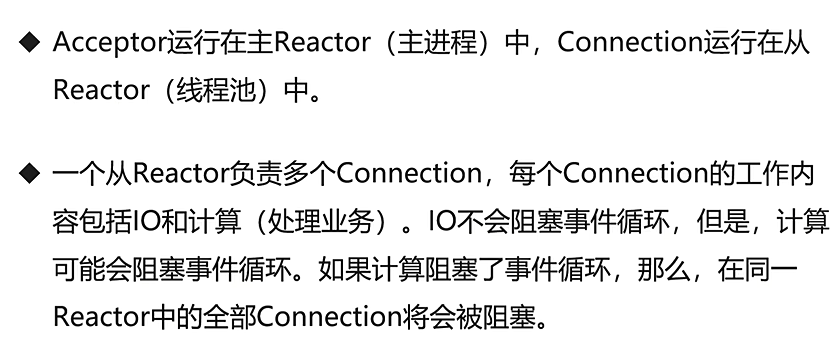 ◆ Acceptor运行在主Reactor（主进程）中，Connection运行在从
Reactor（线程池）中。
◆ 一个从Reactor负责多个Connection，每个Connection的工作内
容包括IO和计算（处理业务）。IO不会阻塞事件循环，但是，计算
可能会阻塞事件循环。如果计算阻塞了事件循环，那么，在同一
Reactor中的全部Connection将会被阻塞。